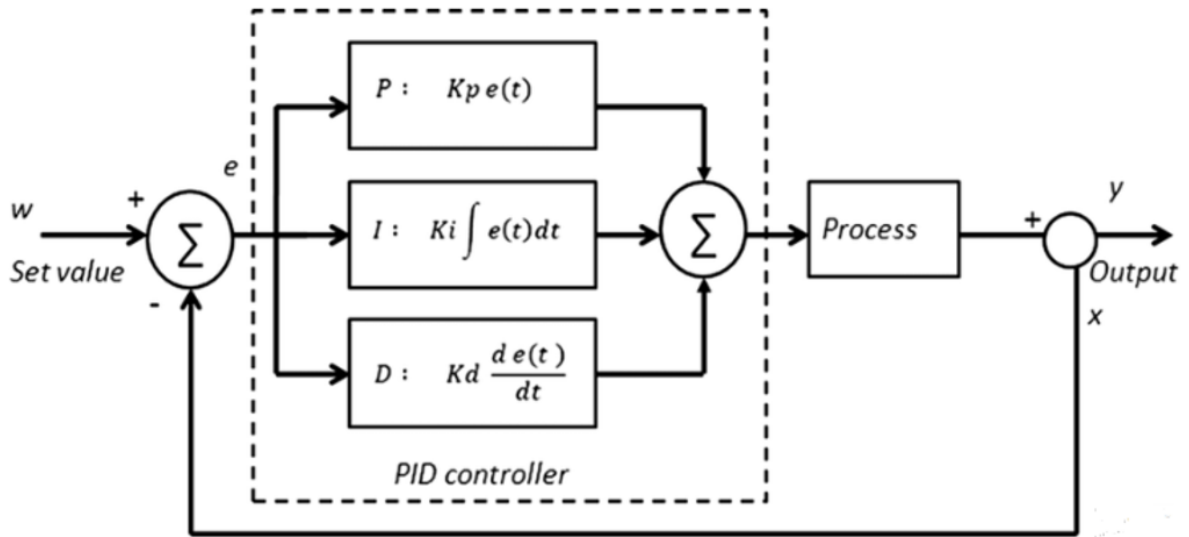 P :   Kp e(t)
e
+
w
Σ
I :   Ki ∫ e(t)dt
Σ
Process
+
y
Set value
-
Output
x
D :   Kd d e(t) / dt
PID controller